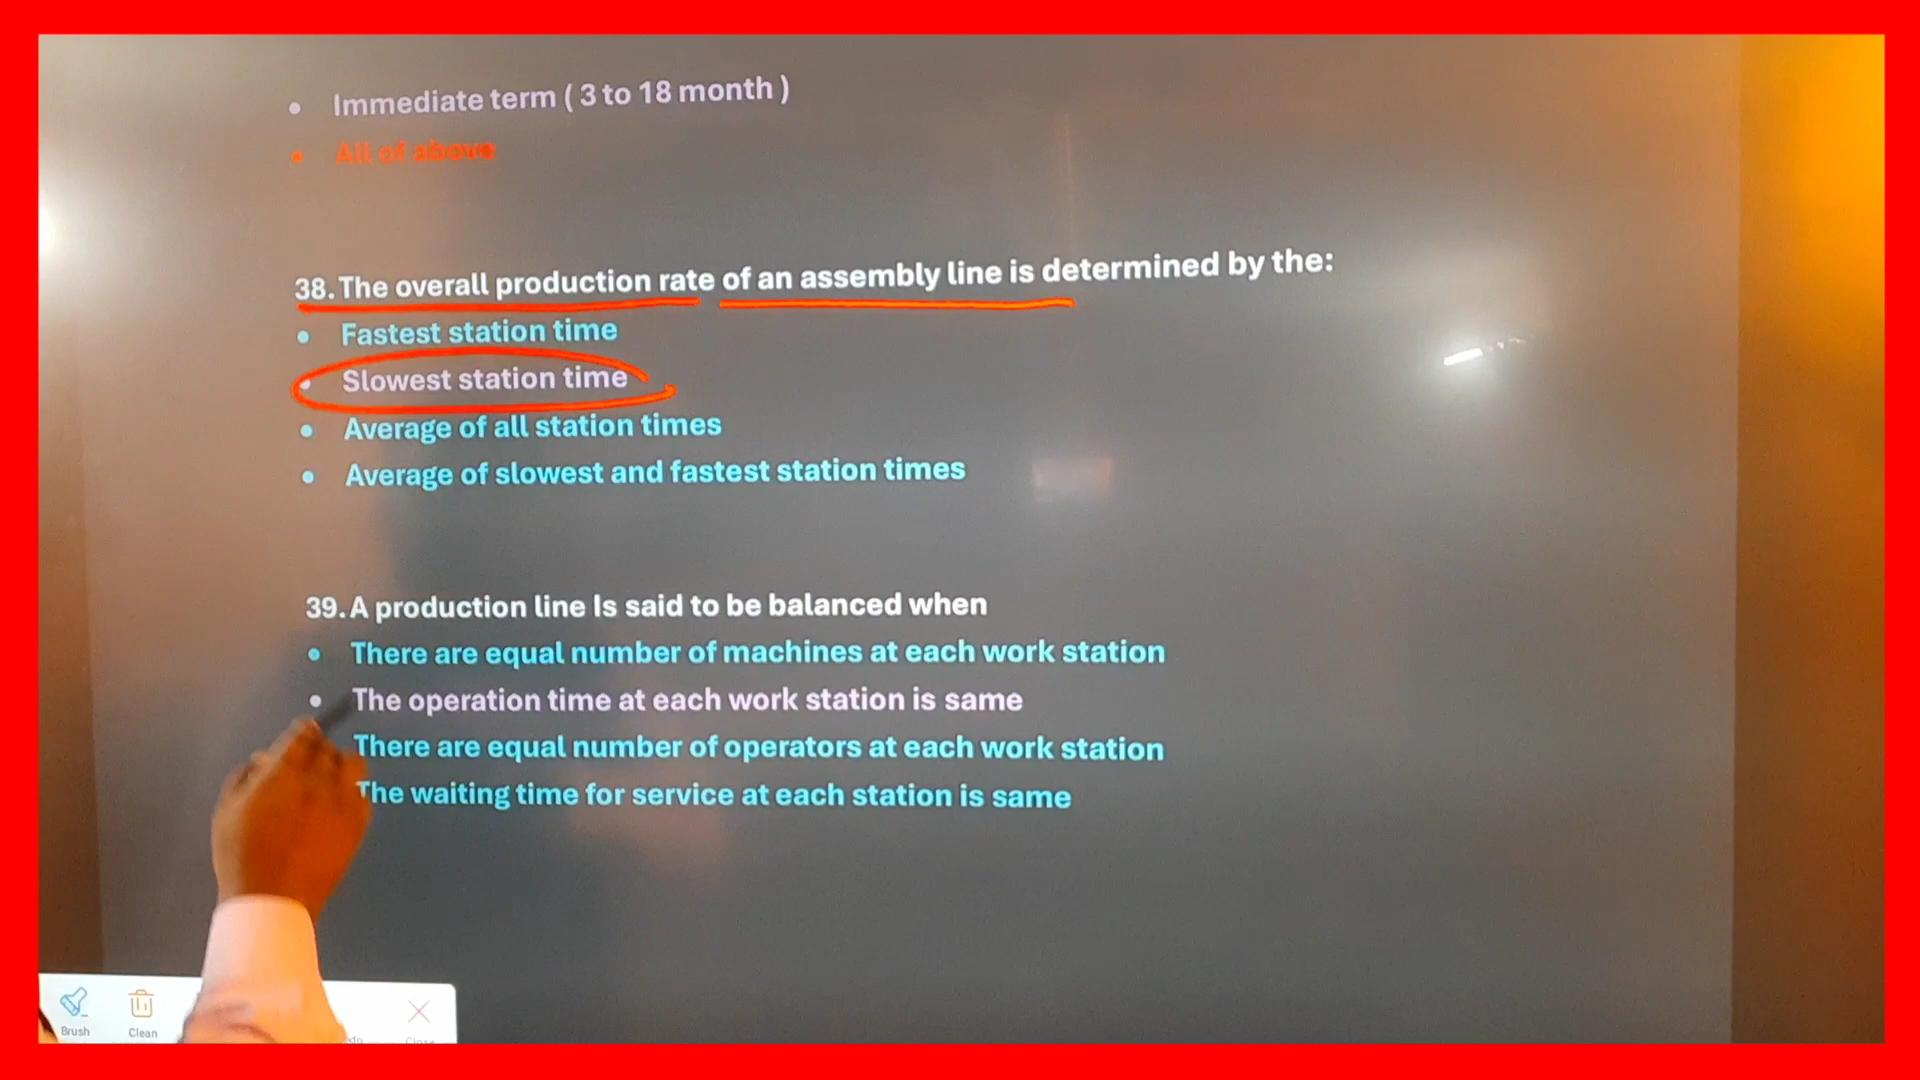 • Immediate term ( 3 to 18 month )
• All of above
38. The overall production rate of an assembly line is determined by the:
• Fastest station time
• Slowest station time
• Average of all station times
• Average of slowest and fastest station times
39. A production line Is said to be balanced when
• There are equal number of machines at each work station
• The operation time at each work station is same
There are equal number of operators at each work station
The waiting time for service at each station is same
Brush Clean Close